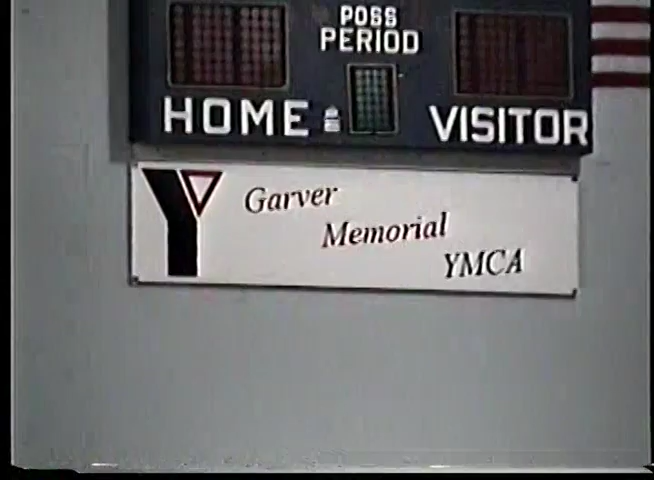 POSS
PERIOD
HOME
VISITOR
Y Garver
Memorial
YMCA